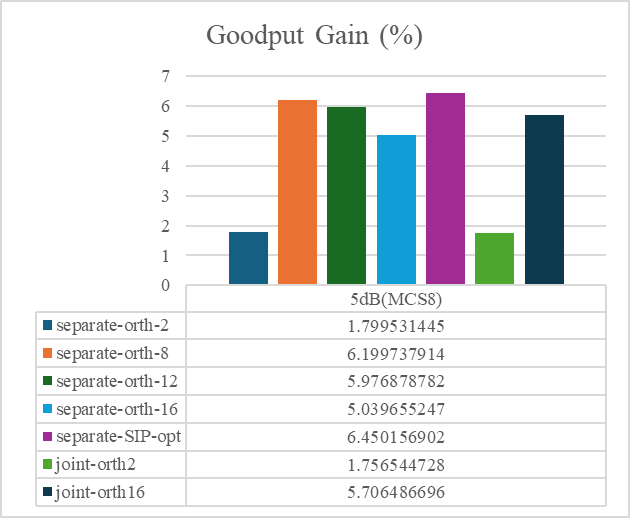 Goodput Gain (%)
7
6
5
4
3
2
1
0
5dB(MCS8)
separate-orth-2 1.799531445
separate-orth-8 6.199737914
separate-orth-12 5.976878782
separate-orth-16 5.039655247
separate-SIP-opt 6.450156902
joint-orth2 1.756544728
joint-orth16 5.706486696